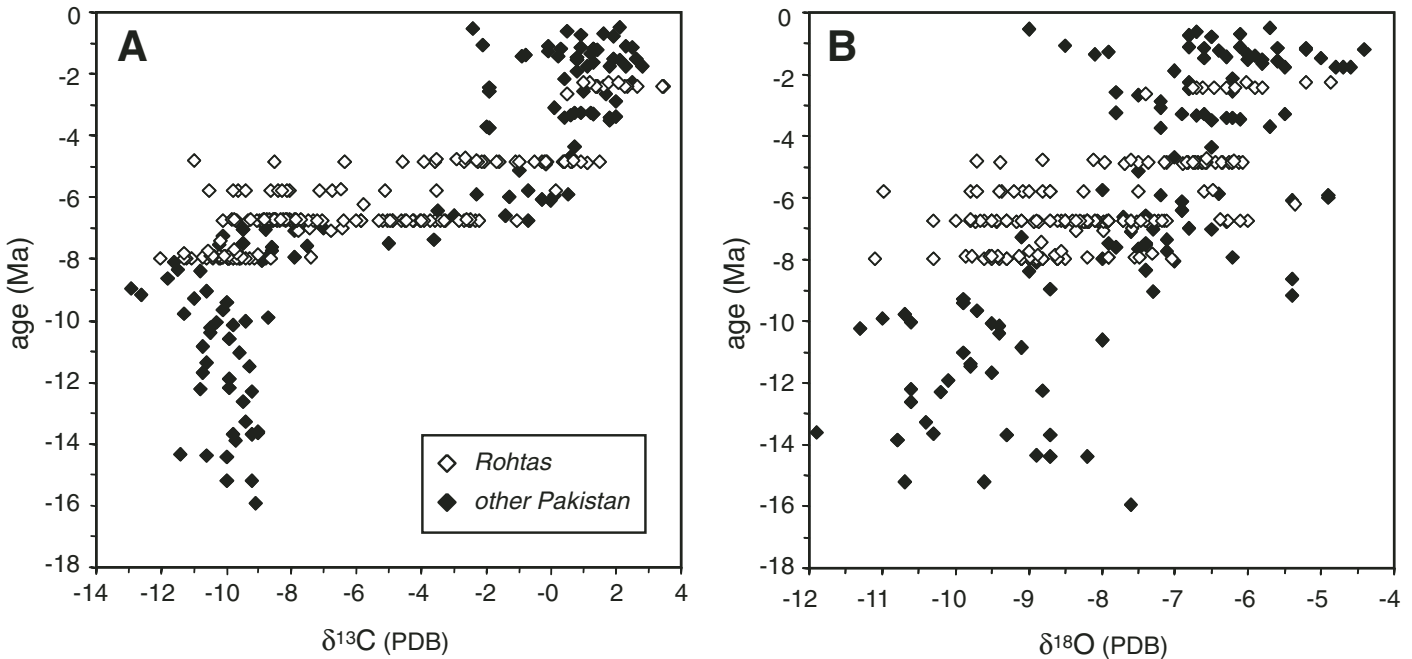 A
0
-2
-4
-6
-8
-10
-12
-14
-16
-18
age (Ma)
-14 -12 -10 -8 -6 -4 -2 -0 2 4
δ¹³C (PDB)
Rohtas
other Pakistan
B
0
-2
-4
-6
-8
-10
-12
-14
-16
-18
age (Ma)
-12 -11 -10 -9 -8 -7 -6 -5 -4
δ¹⁸O (PDB)